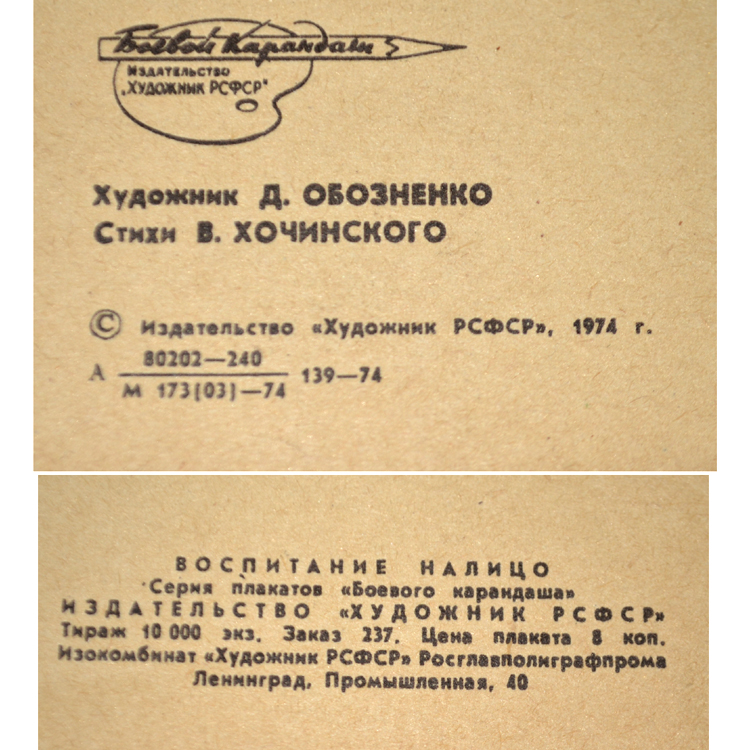 Боевой Карандаш
Издательство
„ХУДОЖНИК РСФСР"
Художник Д. ОБОЗНЕНКО
Стихи В. ХОЧИНСКОГО
© Издательство «Художник РСФСР», 1974 г.
80202—240
А 139—74
М 173(03)—74
ВОСПИТАНИЕ НАЛИЦО
Серия плакатов «Боевого карандаша»
ИЗДАТЕЛЬСТВО «ХУДОЖНИК РСФСР»
Тираж 10 000 экз. Заказ 237. Цена плаката 8 коп.
Изокомбинат «Художник РСФСР» Росглавполиграфпрома
Ленинград, Промышленная, 40